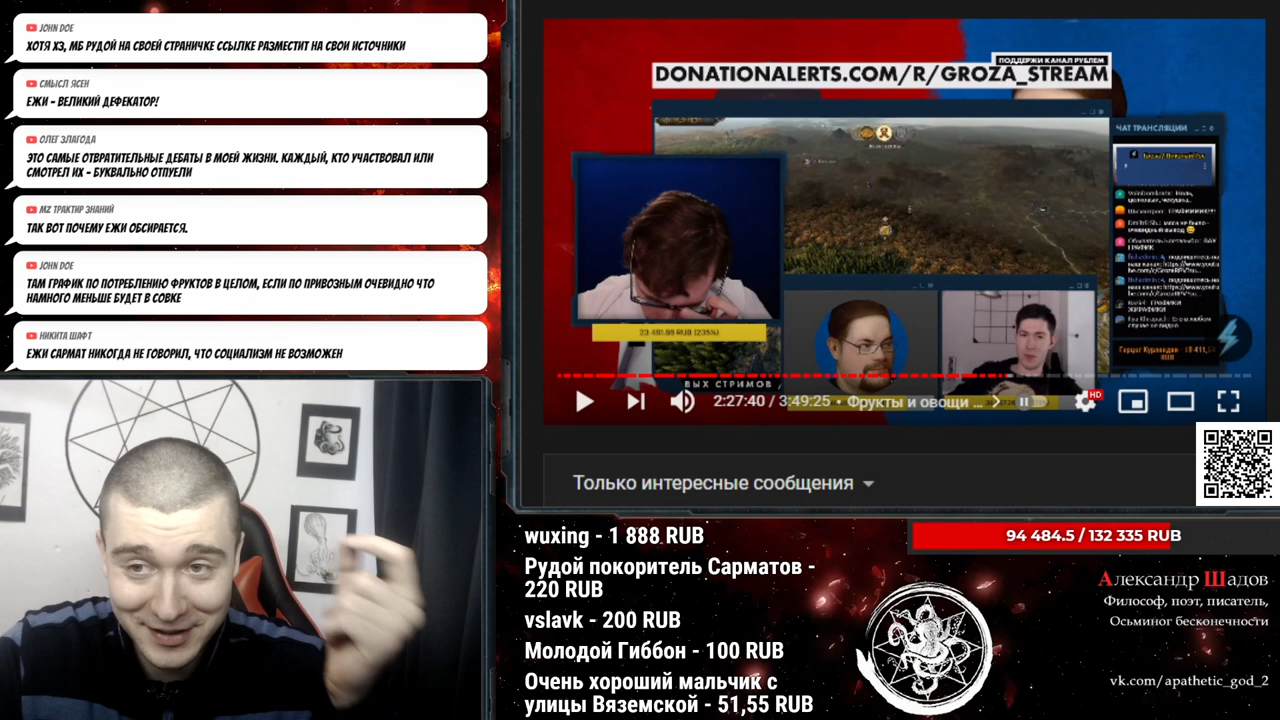 JOHN DOE
ХОТЯ ХЗ, МБ РУДОЙ НА СВОЕЙ СТРАНИЧКЕ ССЫЛКЕ РАЗМЕСТИТ НА СВОИ ИСТОЧНИКИ
СМЫСЛ ЯСЕН
ЕЖИ - ВЕЛИКИЙ ДЕФЕКАТОР!
ОЛЕГ ЗЛАГОДА
ЭТО САМЫЕ ОТВРАТИТЕЛЬНЫЕ ДЕБАТЫ В МОЕЙ ЖИЗНИ. КАЖДЫЙ, КТО УЧАСТВОВАЛ ИЛИ
СМОТРЕЛ ИХ - БУКВАЛЬНО ОТПУЕЛИ
MZ ТРАКТИР ЗНАНИЙ
ТАК ВОТ ПОЧЕМУ ЕЖИ ОБСИРАЕТСЯ.
JOHN DOE
ТАМ ГРАФИК ПО ПОТРЕБЛЕНИЮ ФРУКТОВ В ЦЕЛОМ, ЕСЛИ ПО ПРИВОЗНЫМ ОЧЕВИДНО ЧТО
НАМНОГО МЕНЬШЕ БУДЕТ В СОВКЕ
НИКИТА ШАФТ
ЕЖИ САРМАТ НИКОГДА НЕ ГОВОРИЛ, ЧТО СОЦИАЛИЗМ НЕ ВОЗМОЖЕН
ПОДДЕРЖИ КАНАЛ РУБЛЕМ
DONATIONALERTS.COM/R/GROZA_STREAM
ЧАТ ТРАНСЛЯЦИИ
ВЫХ СТРИМОВ
2:27:40 / 3:49:25 • Фрукты и овощи ...
HD
Только интересные сообщения
wuxing - 1 888 RUB
Рудой покоритель Сарматов -
220 RUB
vslavk - 200 RUB
Молодой Гиббон - 100 RUB
Очень хороший мальчик с
улицы Вяземской - 51,55 RUB
94 484.5 / 132 335 RUB
Александр Шадов
Философ, поэт, писатель,
Осьминог бесконечности
vk.com/apathetic_god_2